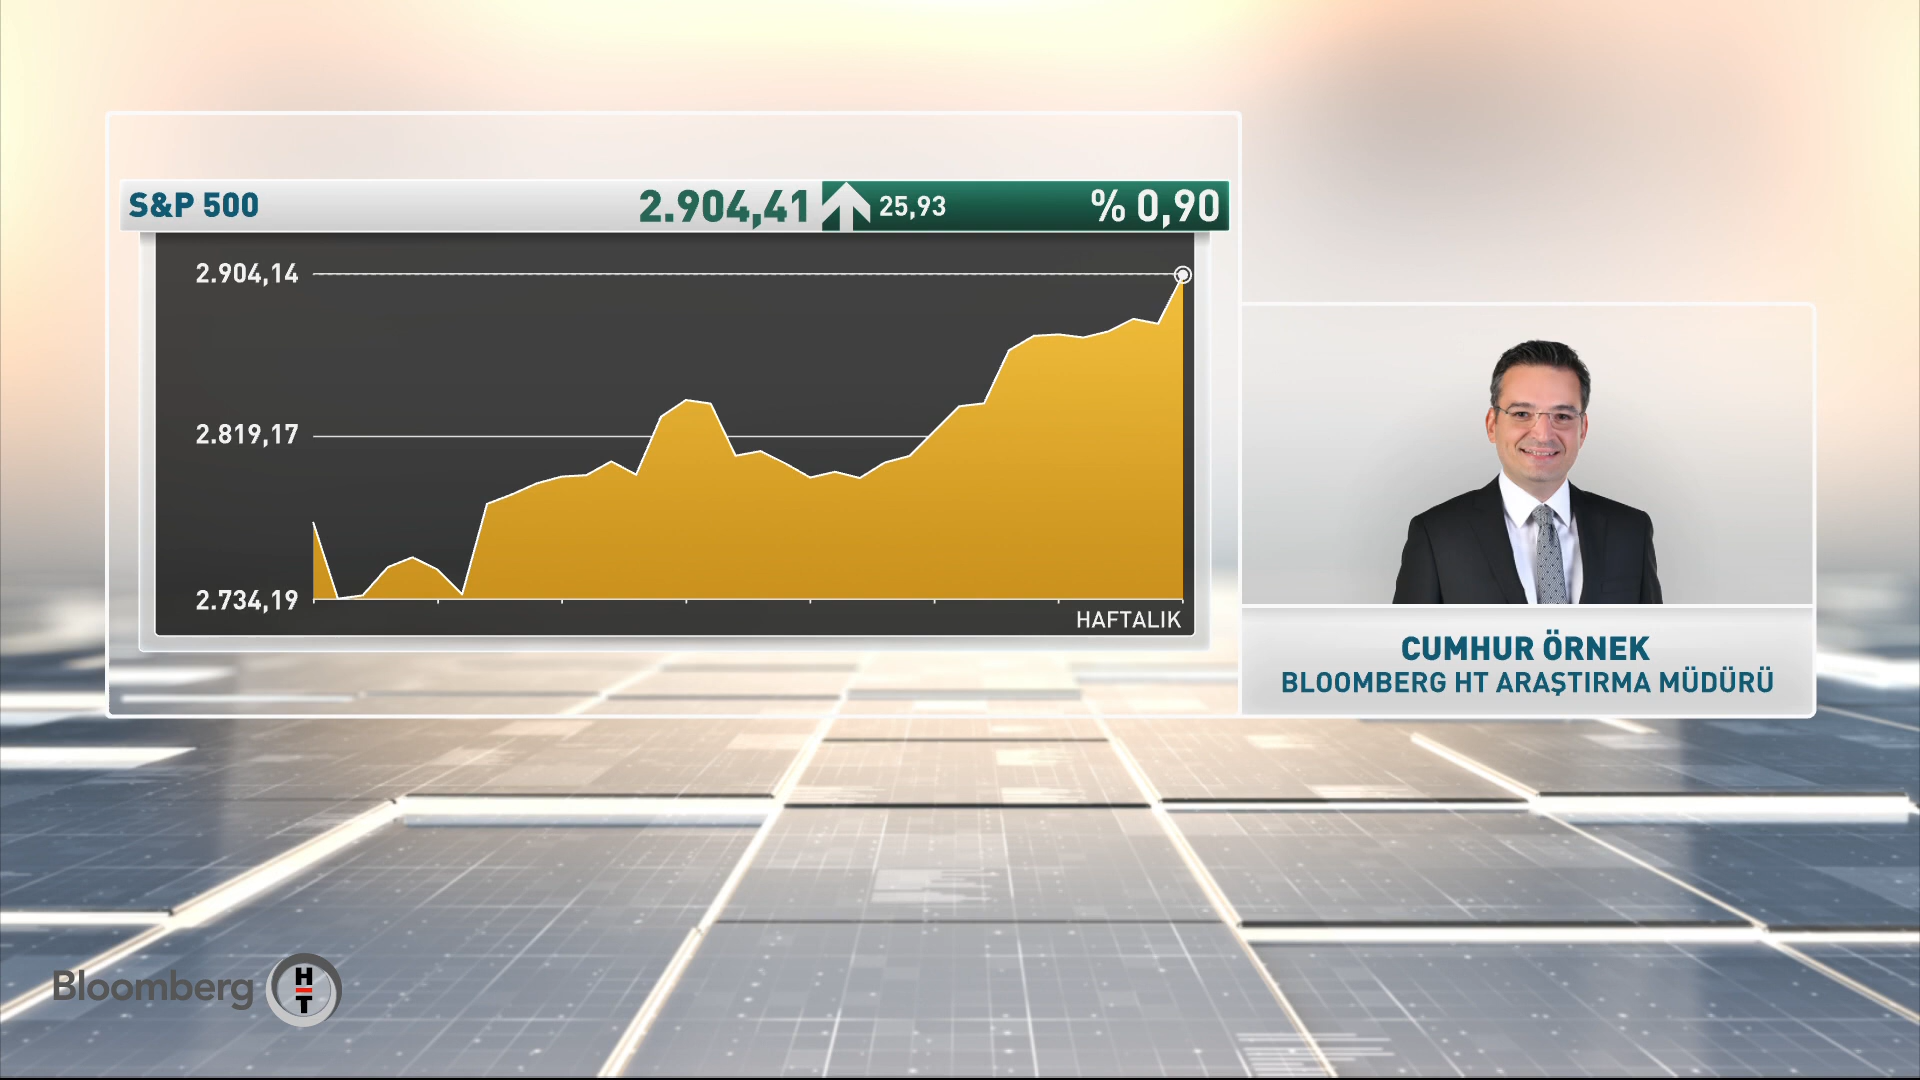 S&P 500
2.904,41 25,93 % 0,90
2.904,14
2.819,17
2.734,19
HAFTALIK
CUMHUR ÖRNEK
BLOOMBERG HT ARAŞTIRMA MÜDÜRÜ
Bloomberg HT